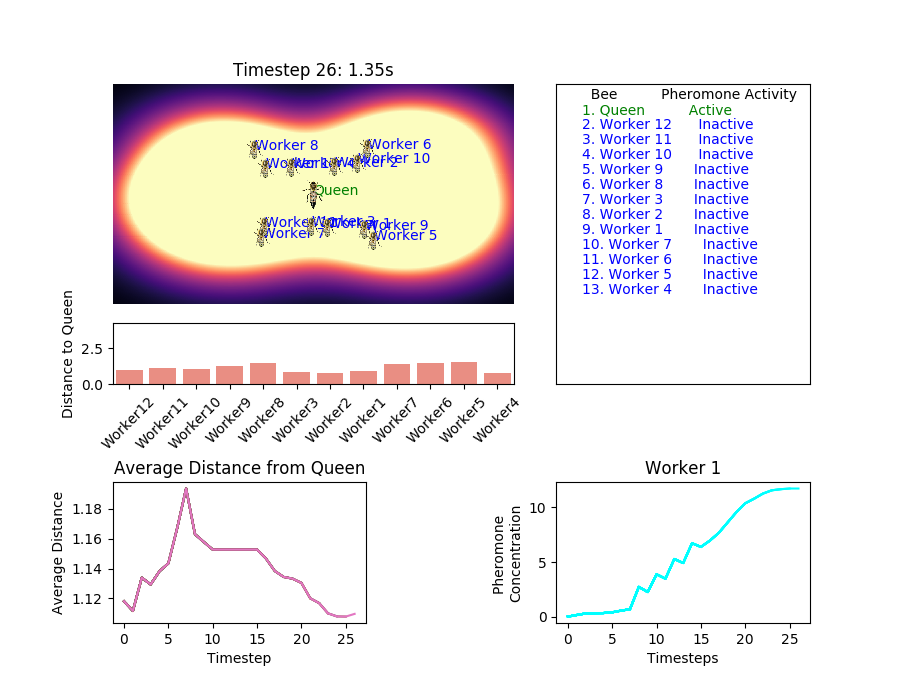 Timestep 26: 1.35s
Worker 8
Worker 6
Worker 10
Worker 2
Queen
Worker 3
Worker 9
Worker 7
Worker 5
Bee Pheromone Activity
1. Queen Active
2. Worker 12 Inactive
3. Worker 11 Inactive
4. Worker 10 Inactive
5. Worker 9 Inactive
6. Worker 8 Inactive
7. Worker 3 Inactive
8. Worker 2 Inactive
9. Worker 1 Inactive
10. Worker 7 Inactive
11. Worker 6 Inactive
12. Worker 5 Inactive
13. Worker 4 Inactive
Distance to Queen
2.5
0.0
Worker12
Worker11
Worker10
Worker9
Worker8
Worker3
Worker2
Worker1
Worker7
Worker6
Worker5
Worker4
Average Distance from Queen
Average Distance
1.18
1.16
1.14
1.12
0 5 10 15 20 25
Timestep
Worker 1
Pheromone
Concentration
10
5
0
0 5 10 15 20 25
Timesteps